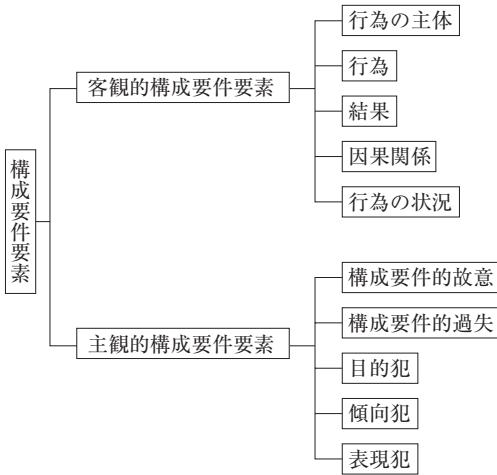 構成要件要素
客観的構成要件要素
行為の主体
行為
結果
因果関係
行為の状況
主観的構成要件要素
構成要件的故意
構成要件的過失
目的犯
傾向犯
表現犯